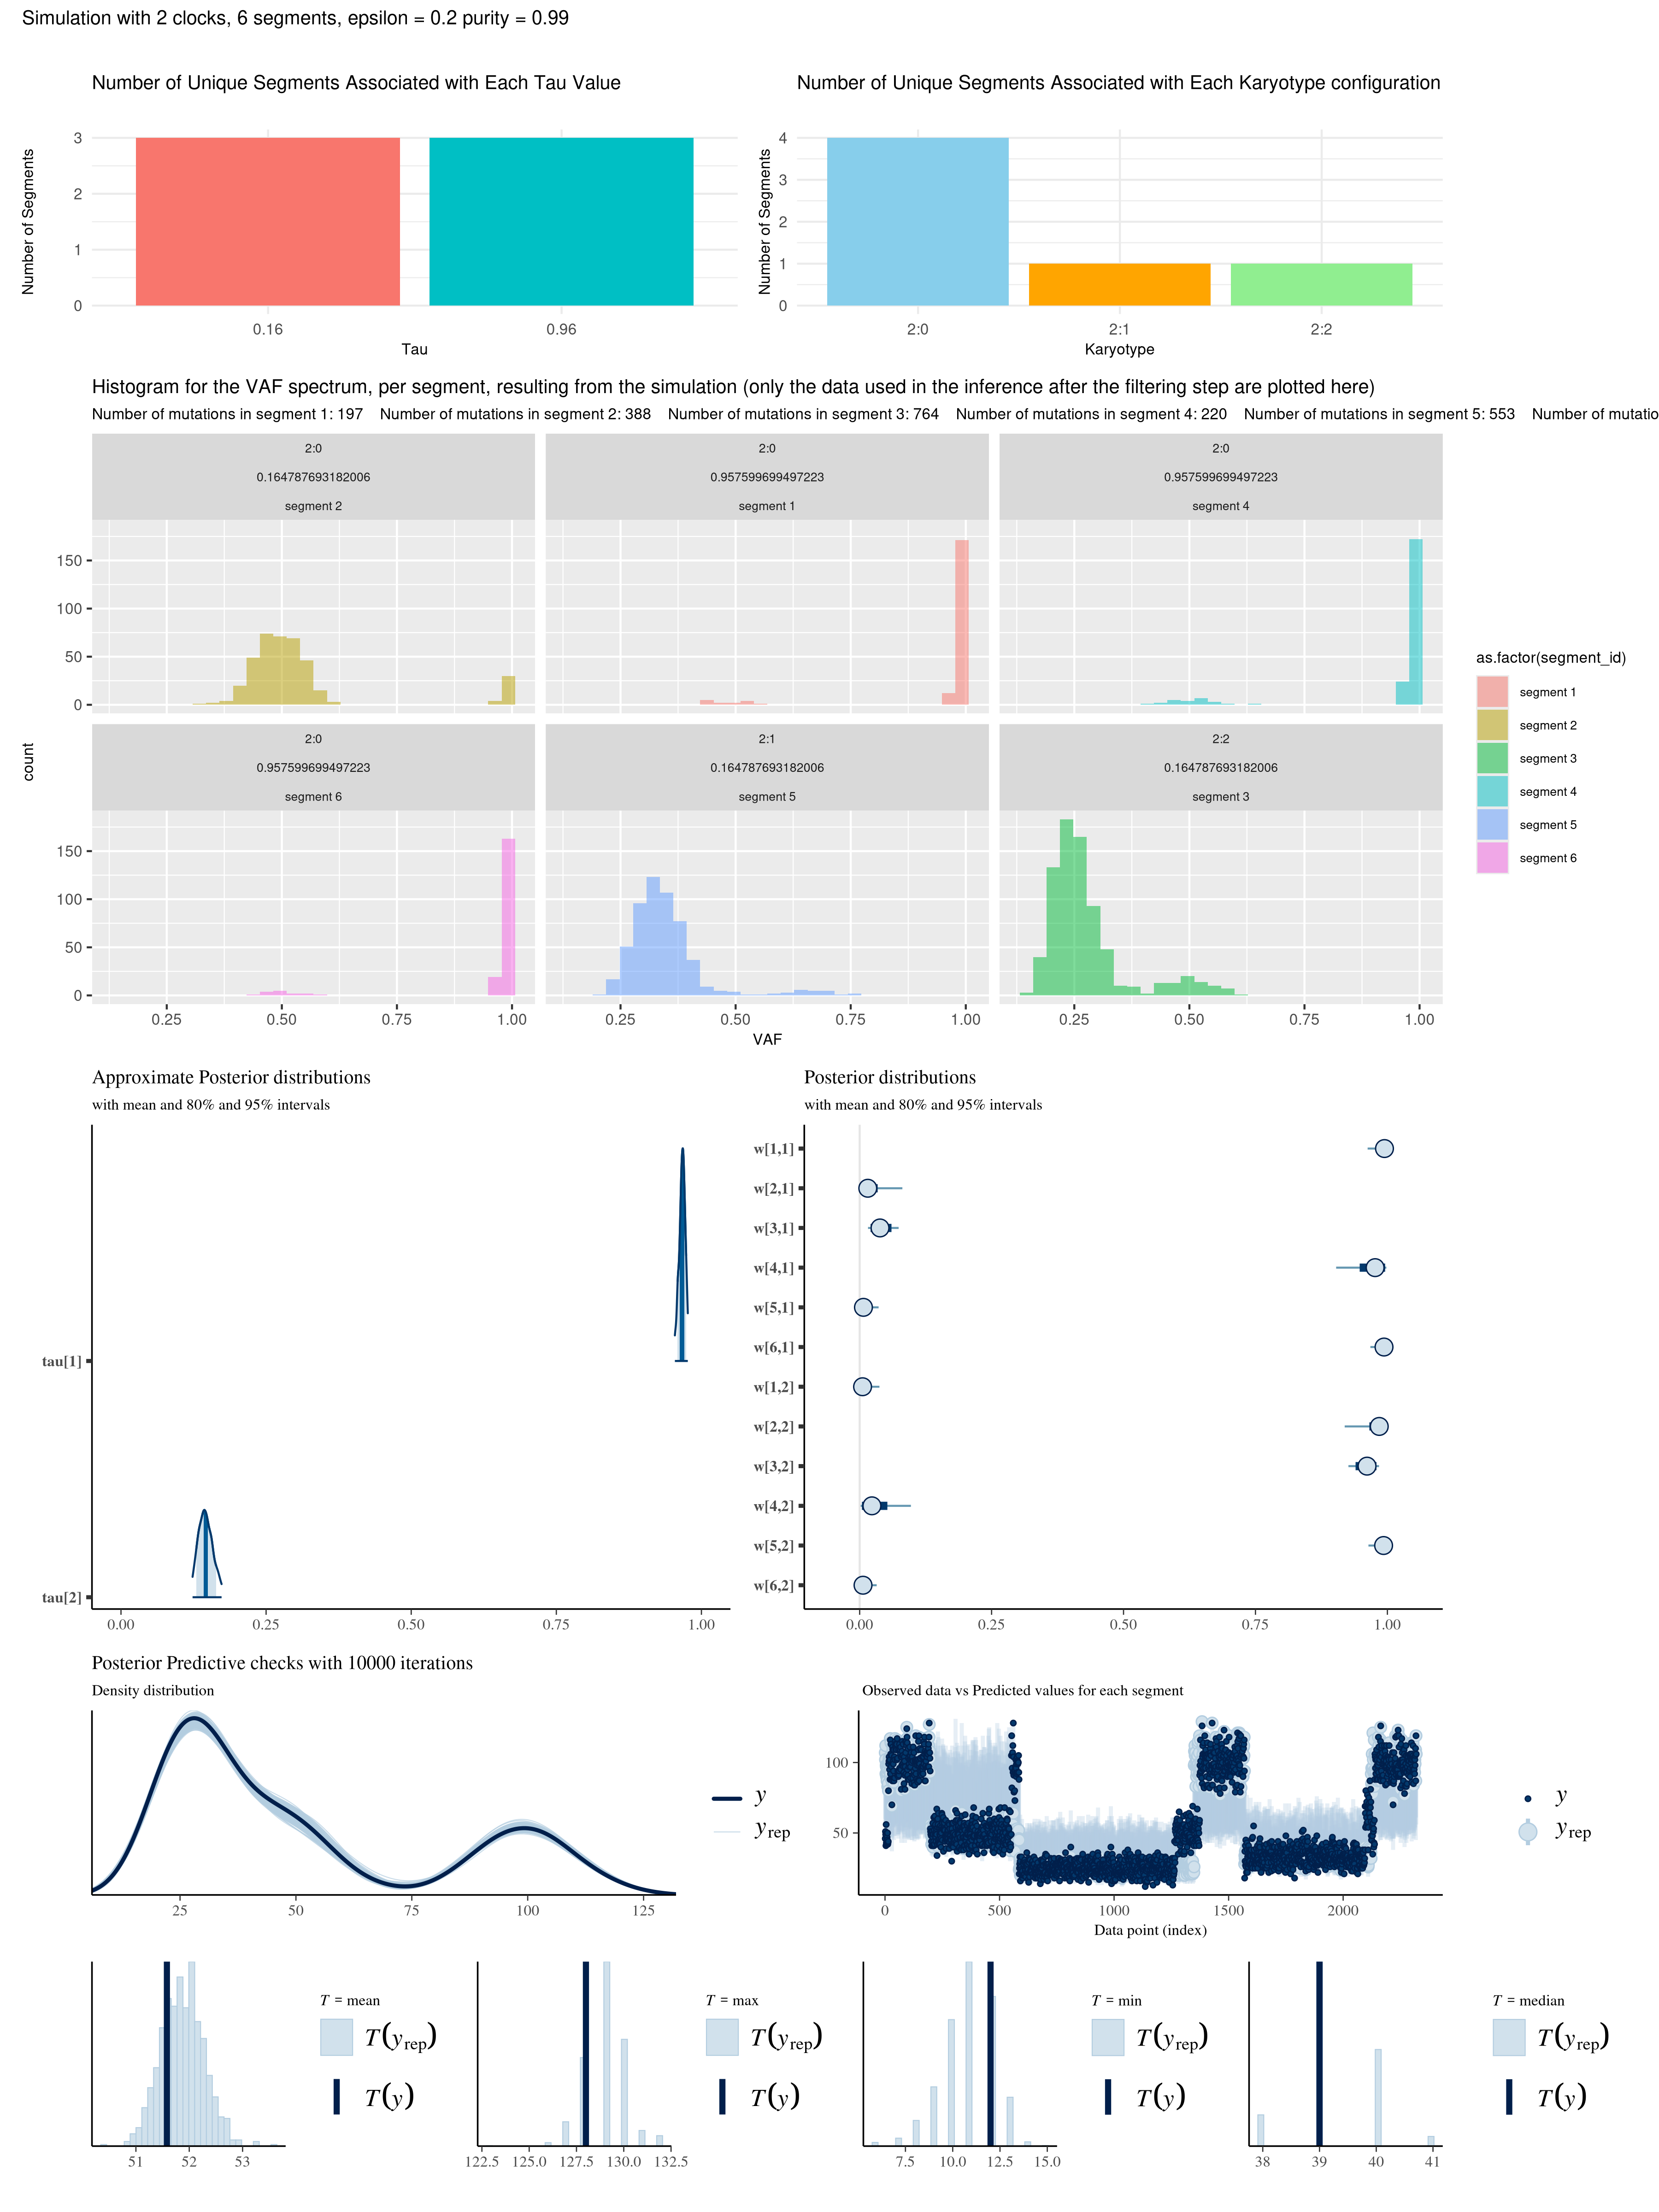 Simulation with 2 clocks, 6 segments, epsilon = 0.2 purity = 0.99
Number of Unique Segments Associated with Each Tau Value
Number of Segments
3
2
1
0
0.16
0.96
Tau
Number of Unique Segments Associated with Each Karyotype configuration
Number of Segments
4
3
2
1
0
2:0
2:1
2:2
Karyotype
Histogram for the VAF spectrum, per segment, resulting from the simulation (only the data used in the inference after the filtering step are plotted here)
Number of mutations in segment 1: 197 Number of mutations in segment 2: 388 Number of mutations in segment 3: 764 Number of mutations in segment 4: 220 Number of mutations in segment 5: 553 Number of mutatio
2:0
0.164787693182006
segment 2
2:0
0.957599699497223
segment 1
2:0
0.957599699497223
segment 4
150
100
50
0
2:0
0.957599699497223
segment 6
2:1
0.164787693182006
segment 5
2:2
0.164787693182006
segment 3
150
100
50
0
count
0.25 0.50 0.75 1.00
0.25 0.50 0.75 1.00
0.25 0.50 0.75 1.00
VAF
as.factor(segment_id)
segment 1
segment 2
segment 3
segment 4
segment 5
segment 6
Approximate Posterior distributions
with mean and 80% and 95% intervals
tau[1]
tau[2]
0.00 0.25 0.50 0.75 1.00
Posterior distributions
with mean and 80% and 95% intervals
w[1,1]
w[2,1]
w[3,1]
w[4,1]
w[5,1]
w[6,1]
w[1,2]
w[2,2]
w[3,2]
w[4,2]
w[5,2]
w[6,2]
0.00 0.25 0.50 0.75 1.00
Posterior Predictive checks with 10000 iterations
Density distribution
25 50 75 100 125
y
yrep
Observed data vs Predicted values for each segment
100
50
0 500 1000 1500 2000
Data point (index)
y
yrep
51 52 53
T = mean
T(yrep)
T(y)
122.5 125.0 127.5 130.0 132.5
T = max
T(yrep)
T(y)
7.5 10.0 12.5 15.0
T = min
T(yrep)
T(y)
38 39 40 41
T = median
T(yrep)
T(y)